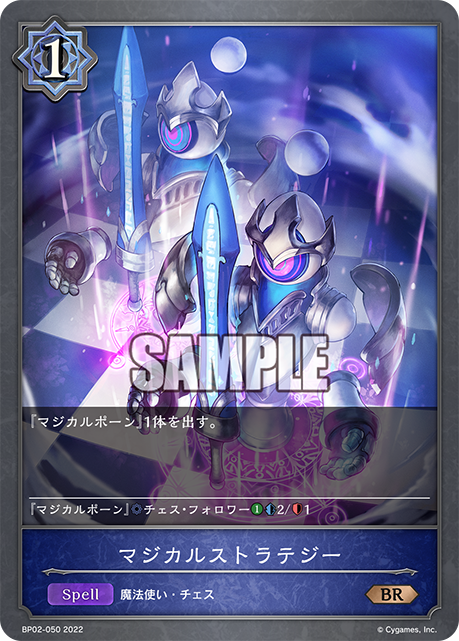 1
SAMPLE
『マジカルポーン』1体を出す。
『マジカルポーン』チェス・フォロワー 1 2/ 1
マジカルストラテジー
Spell 魔法使い・チェス BR
BP02-050 2022 © Cygames, Inc.